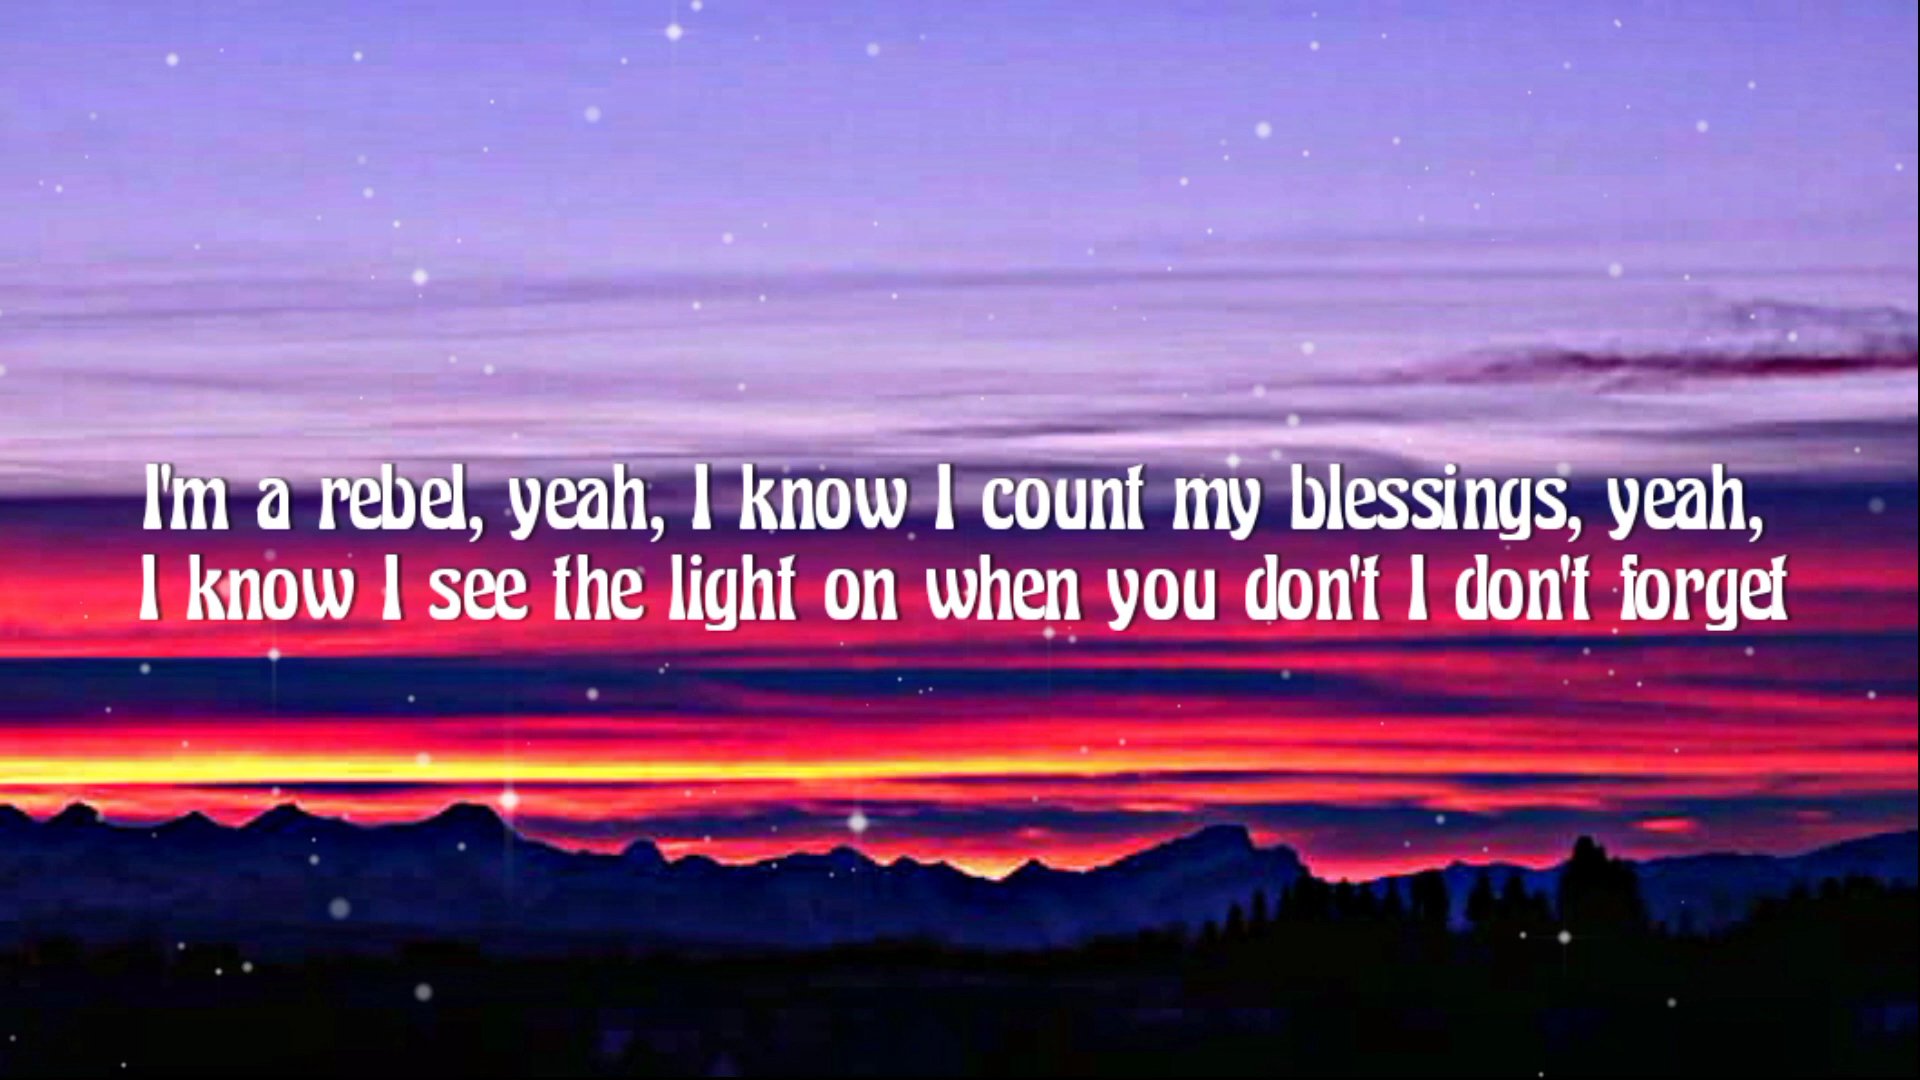 I'm a rebel, yeah, I know I count my blessings, yeah,
I know I see the light on when you don't I don't forget